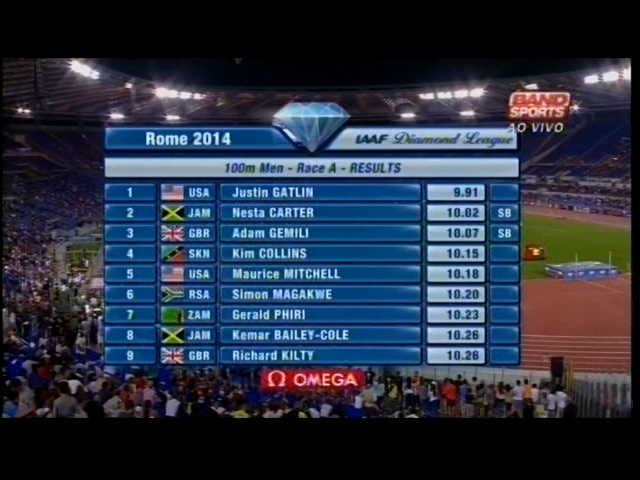 BAND
SPORTS
AO VIVO
Rome 2014
IAAF Diamond League
100m Men - Race A - RESULTS
1 USA Justin GATLIN 9.91
2 JAM Nesta CARTER 10.02 SB
3 GBR Adam GEMILI 10.07 SB
4 SKN Kim COLLINS 10.15
5 USA Maurice MITCHELL 10.18
6 RSA Simon MAGAKWE 10.20
7 ZAM Gerald PHIRI 10.23
8 JAM Kemar BAILEY-COLE 10.26
9 GBR Richard KILTY 10.26
Ω OMEGA
BAND
SPORTS